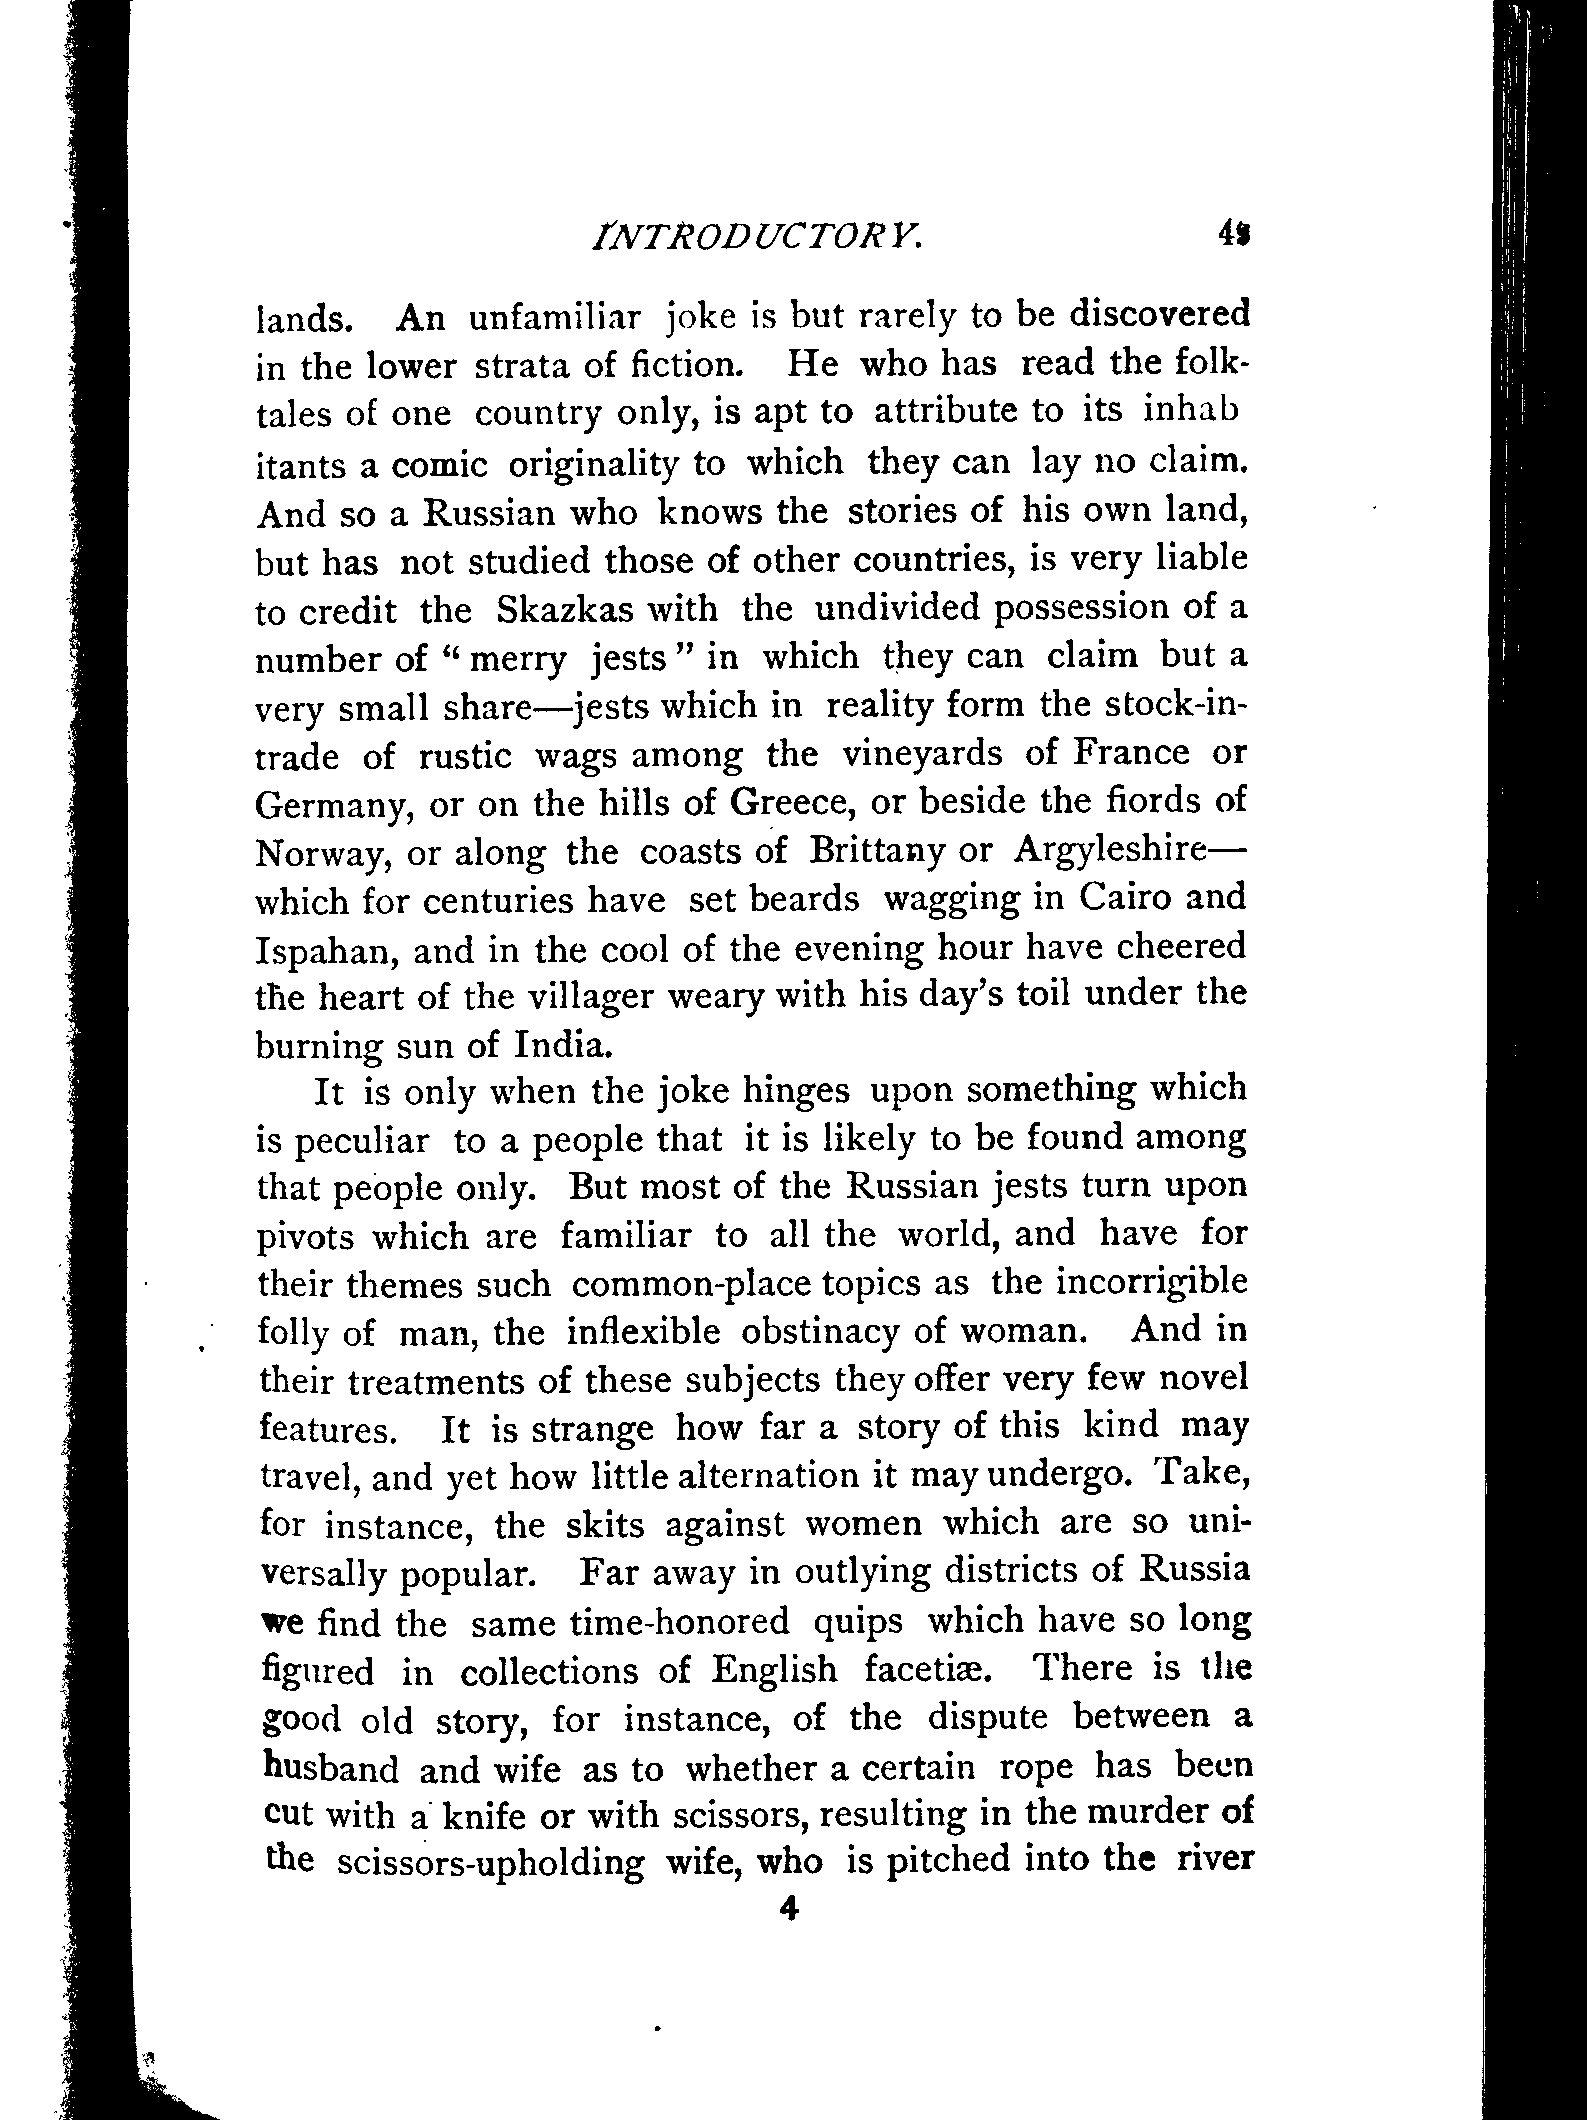 INTRODUCTORY. 49
lands. An unfamiliar joke is but rarely to be discovered
in the lower strata of fiction. He who has read the folk-
tales of one country only, is apt to attribute to its inhab
itants a comic originality to which they can lay no claim.
And so a Russian who knows the stories of his own land,
but has not studied those of other countries, is very liable
to credit the Skazkas with the undivided possession of a
number of “ merry jests ” in which they can claim but a
very small share—jests which in reality form the stock-in-
trade of rustic wags among the vineyards of France or
Germany, or on the hills of Greece, or beside the fiords of
Norway, or along the coasts of Brittany or Argyleshire—
which for centuries have set beards wagging in Cairo and
Ispahan, and in the cool of the evening hour have cheered
the heart of the villager weary with his day’s toil under the
burning sun of India.
It is only when the joke hinges upon something which
is peculiar to a people that it is likely to be found among
that people only. But most of the Russian jests turn upon
pivots which are familiar to all the world, and have for
their themes such common-place topics as the incorrigible
folly of man, the inflexible obstinacy of woman. And in
their treatments of these subjects they offer very few novel
features. It is strange how far a story of this kind may
travel, and yet how little alternation it may undergo. Take,
for instance, the skits against women which are so uni-
versally popular. Far away in outlying districts of Russia
we find the same time-honored quips which have so long
figured in collections of English facetiæ. There is the
good old story, for instance, of the dispute between a
husband and wife as to whether a certain rope has been
cut with a knife or with scissors, resulting in the murder of
the scissors-upholding wife, who is pitched into the river
4